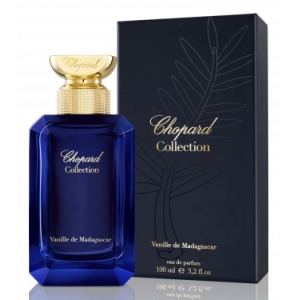 Chopard
Collection
Vanille de Madagascar
Chopard
Collection
Vanille de Madagascar
eau de parfum
100 ml ℮ 3,2 fl.oz